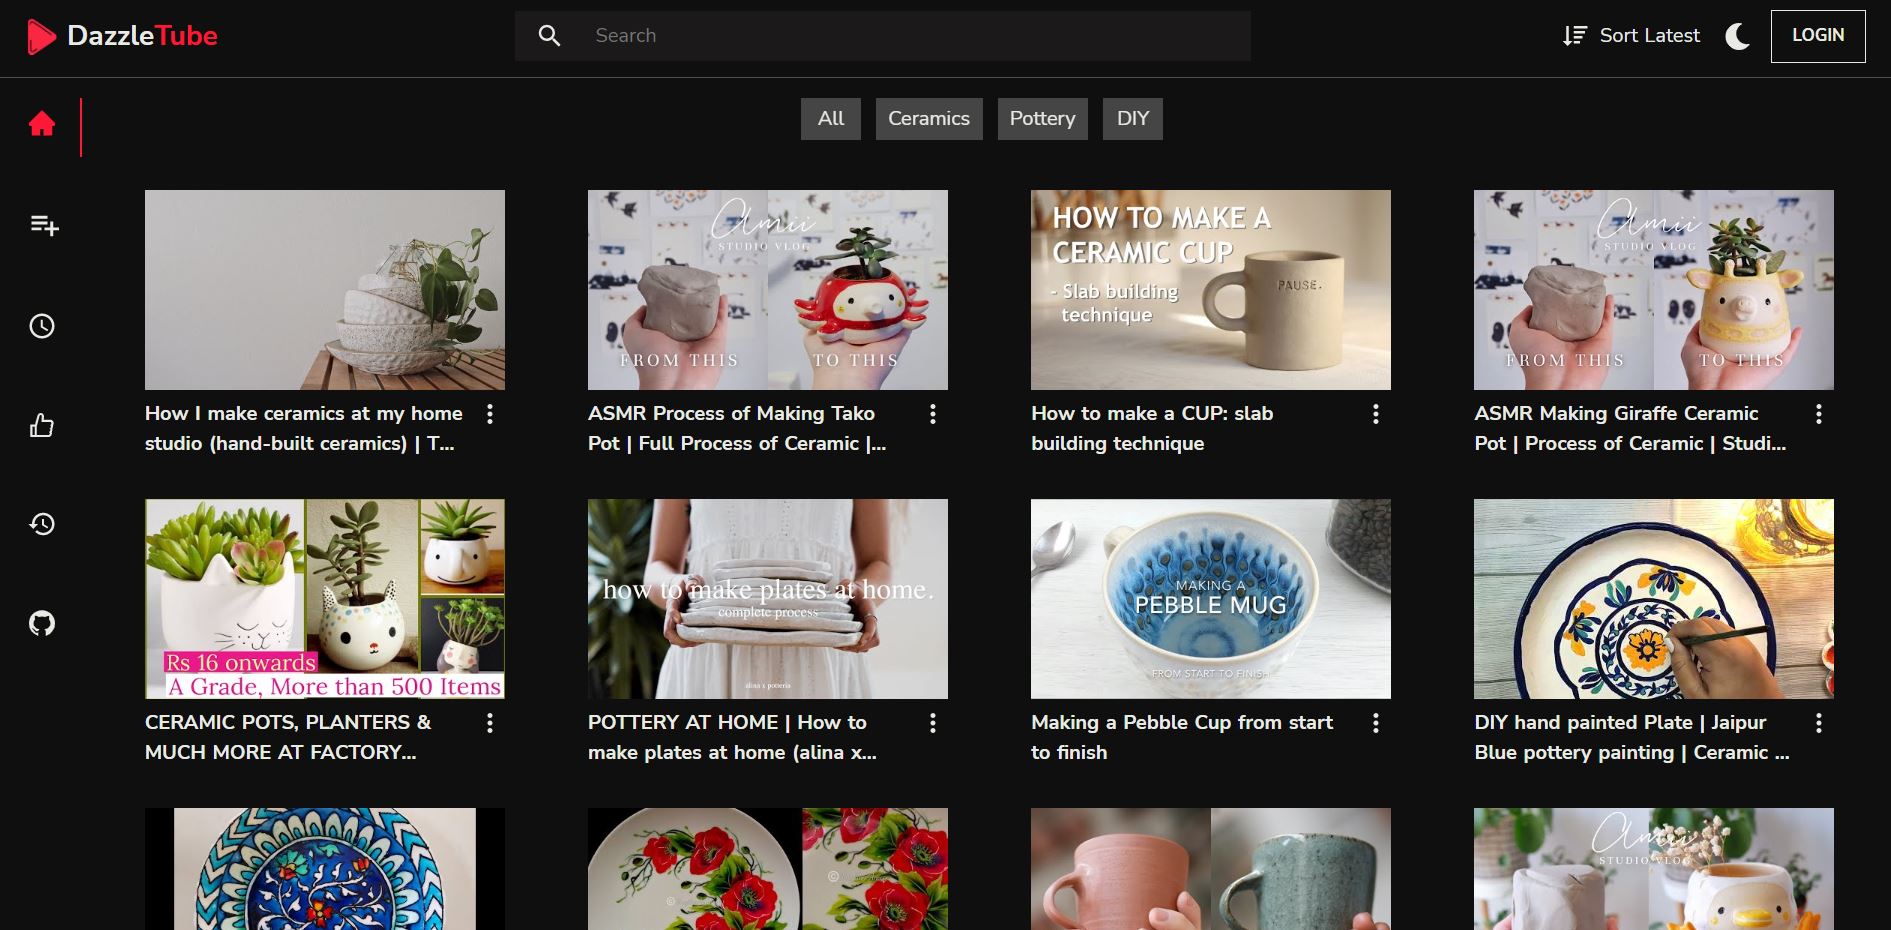 DazzleTube
Search
Sort Latest
LOGIN
All
Ceramics
Pottery
DIY
amii
STUDIO VLOG
FROM THIS
TO THIS
HOW TO MAKE A
CERAMIC CUP
- Slab building
technique
PAUSE.
amii
STUDIO VLOG
FROM THIS
TO THIS
How I make ceramics at my home
studio (hand-built ceramics) | T...
ASMR Process of Making Tako
Pot | Full Process of Ceramic |...
How to make a CUP: slab
building technique
ASMR Making Giraffe Ceramic
Pot | Process of Ceramic | Studi...
Rs 16 onwards
A Grade, More than 500 Items
how to make plates at home.
complete process
alina x potteria
MAKING A
PEBBLE MUG
FROM START TO FINISH
CERAMIC POTS, PLANTERS &
MUCH MORE AT FACTORY...
POTTERY AT HOME | How to
make plates at home (alina x...
Making a Pebble Cup from start
to finish
DIY hand painted Plate | Jaipur
Blue pottery painting | Ceramic ...
amii
STUDIO VLOG